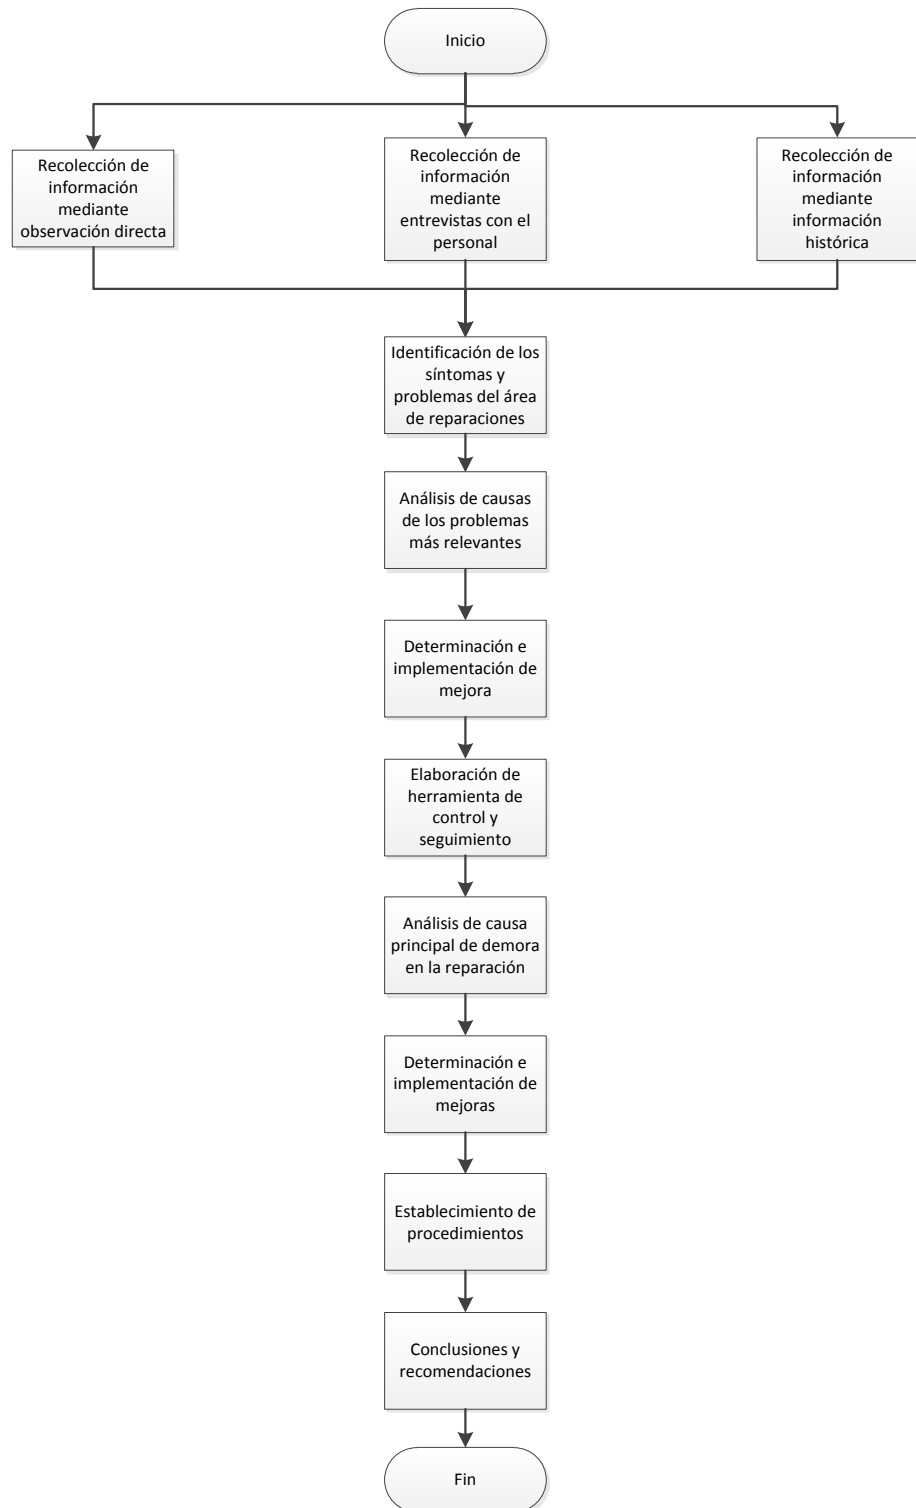 Inicio
Recolección de
información
mediante
observación directa
Recolección de
información
mediante
entrevistas con el
personal
Recolección de
información
mediante
información
histórica
Identificación de los
síntomas y
problemas del área
de reparaciones
Análisis de causas
de los problemas
más relevantes
Determinación e
implementación de
mejora
Elaboración de
herramienta de
control y
seguimiento
Análisis de causa
principal de demora
en la reparación
Determinación e
implementación de
mejoras
Establecimiento de
procedimientos
Conclusiones y
recomendaciones
Fin